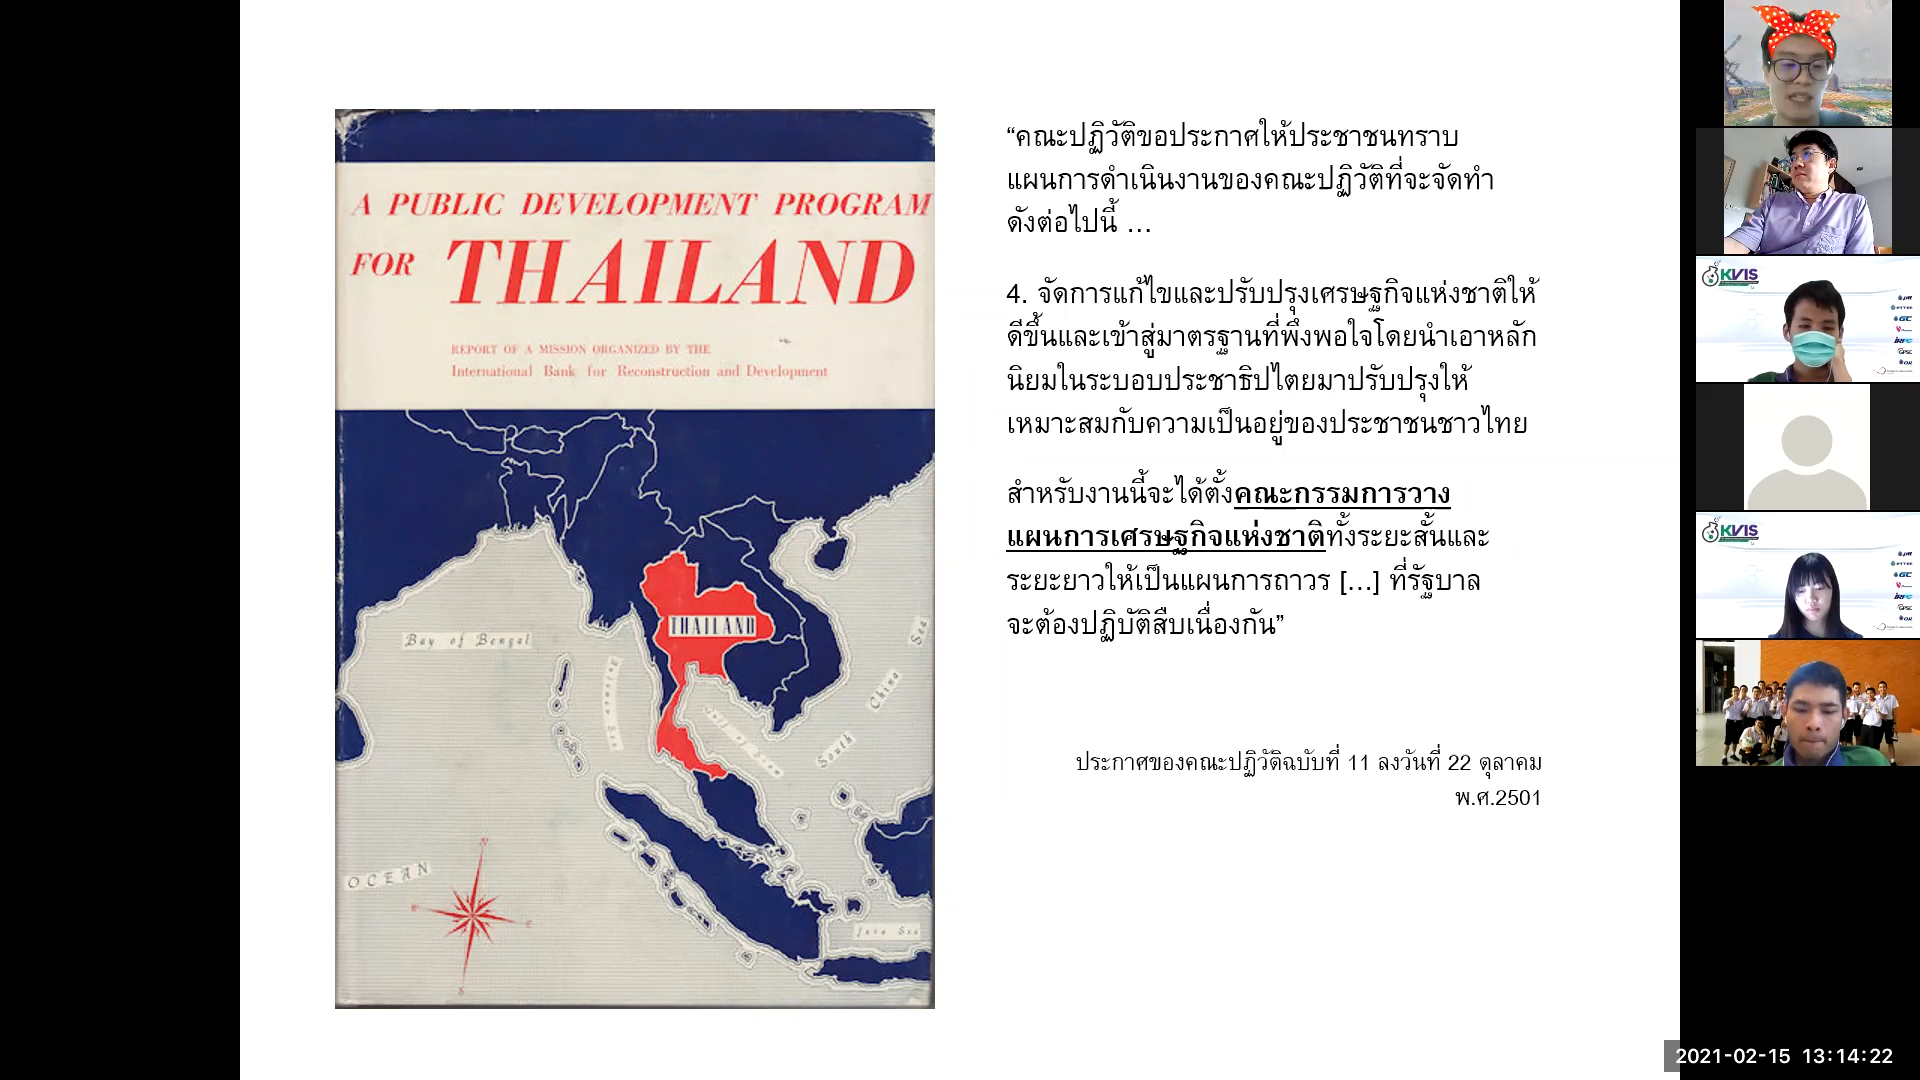 A PUBLIC DEVELOPMENT PROGRAM
FOR THAILAND
REPORT OF A MISSION ORGANIZED BY THE
International Bank for Reconstruction and Development
THAILAND
Bay of Bengal
Gulf of Siam
South
China
Sea
OCEAN
Java Sea
N
E
S
“คณะปฏิวัติขอประกาศให้ประชาชนทราบ
แผนการดำเนินงานของคณะปฏิวัติที่จะจัดทำ
ดังต่อไปนี้ …
4. จัดการแก้ไขและปรับปรุงเศรษฐกิจแห่งชาติให้
ดีขึ้นและเข้าสู่มาตรฐานที่พึงพอใจโดยนำเอาหลัก
นิยมในระบอบประชาธิปไตยมาปรับปรุงให้
เหมาะสมกับความเป็นอยู่ของประชาชนชาวไทย
สำหรับงานนี้จะได้ตั้งคณะกรรมการวาง
แผนการเศรษฐกิจแห่งชาติทั้งระยะสั้นและ
ระยะยาวให้เป็นแผนการถาวร […] ที่รัฐบาล
จะต้องปฏิบัติสืบเนื่องกัน”
ประกาศของคณะปฏิวัติฉบับที่ 11 ลงวันที่ 22 ตุลาคม
พ.ศ.2501
KVIS
ptt
GC
IRPC
GPSC
OR
KVIS
ptt
GC
IRPC
GPSC
OR
2021-02-15 13:14:22